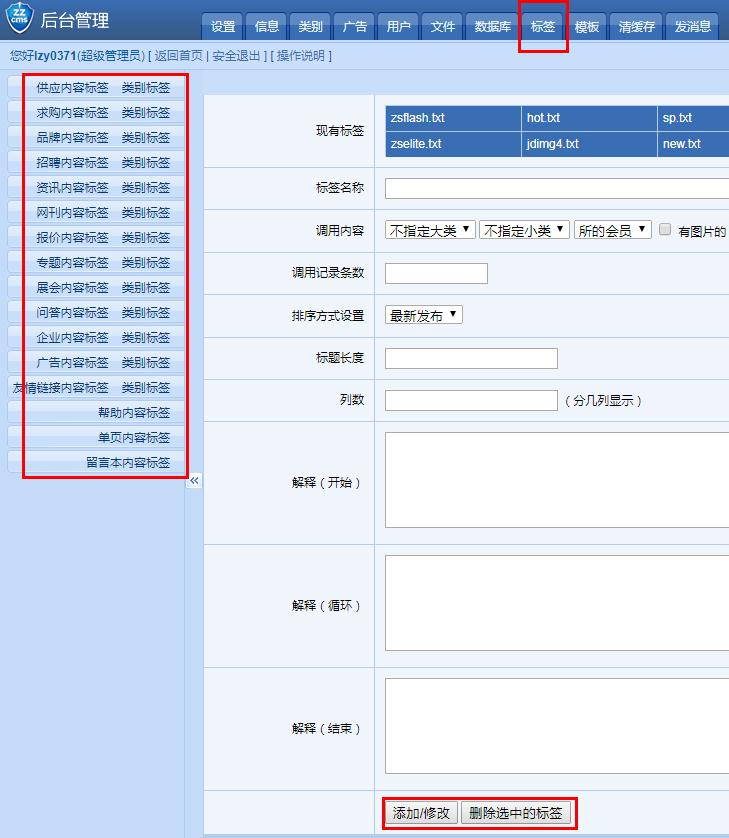 zz
cms
后台管理
设置 信息 类别 广告 用户 文件 数据库 标签 模板 清缓存 发消息
您好lzy0371(超级管理员) [ 返回首页 | 安全退出 ] [ 操作说明 ]
供应内容标签 类别标签
求购内容标签 类别标签
品牌内容标签 类别标签
招聘内容标签 类别标签
资讯内容标签 类别标签
网刊内容标签 类别标签
报价内容标签 类别标签
专题内容标签 类别标签
展会内容标签 类别标签
问答内容标签 类别标签
企业内容标签 类别标签
广告内容标签 类别标签
友情链接内容标签 类别标签
帮助内容标签
单页内容标签
留言本内容标签
«
现有标签
zsflash.txt hot.txt sp.txt
zselite.txt jdimg4.txt new.txt
标签名称
调用内容 不指定大类 不指定小类 所的会员 有图片的
调用记录条数
排序方式设置 最新发布
标题长度
列数 (分几列显示)
解释(开始)
解释(循环)
解释(结束)
添加/修改 删除选中的标签